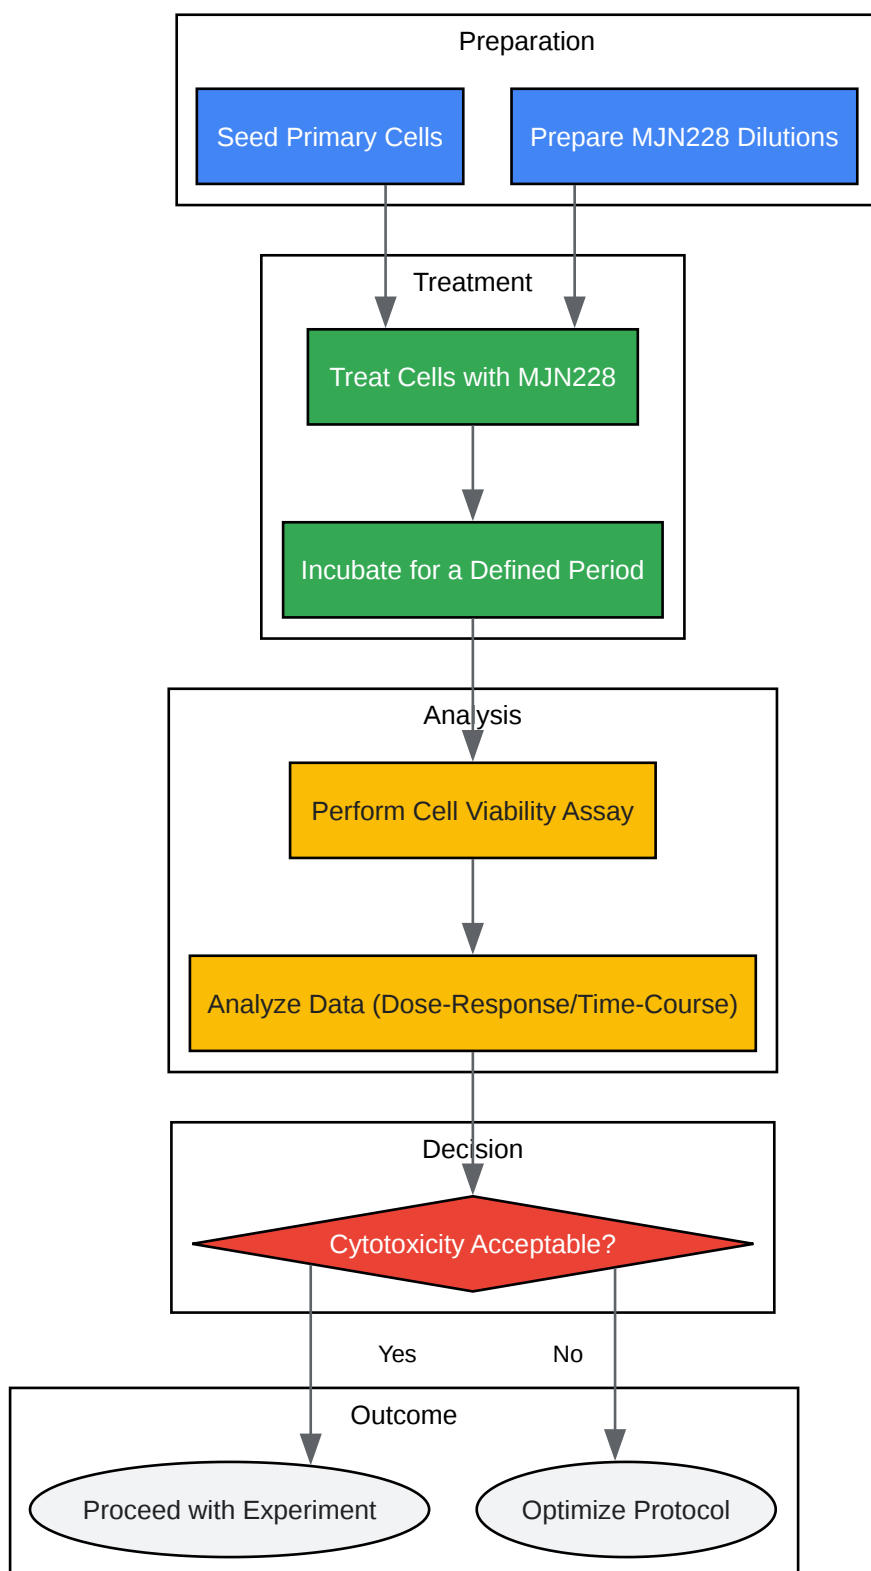 Preparation
Seed Primary Cells
Prepare MJN228 Dilutions
Treatment
Treat Cells with MJN228
Incubate for a Defined Period
Analysis
Perform Cell Viability Assay
Analyze Data (Dose-Response/Time-Course)
Decision
Cytotoxicity Acceptable?
Yes
No
Outcome
Proceed with Experiment
Optimize Protocol